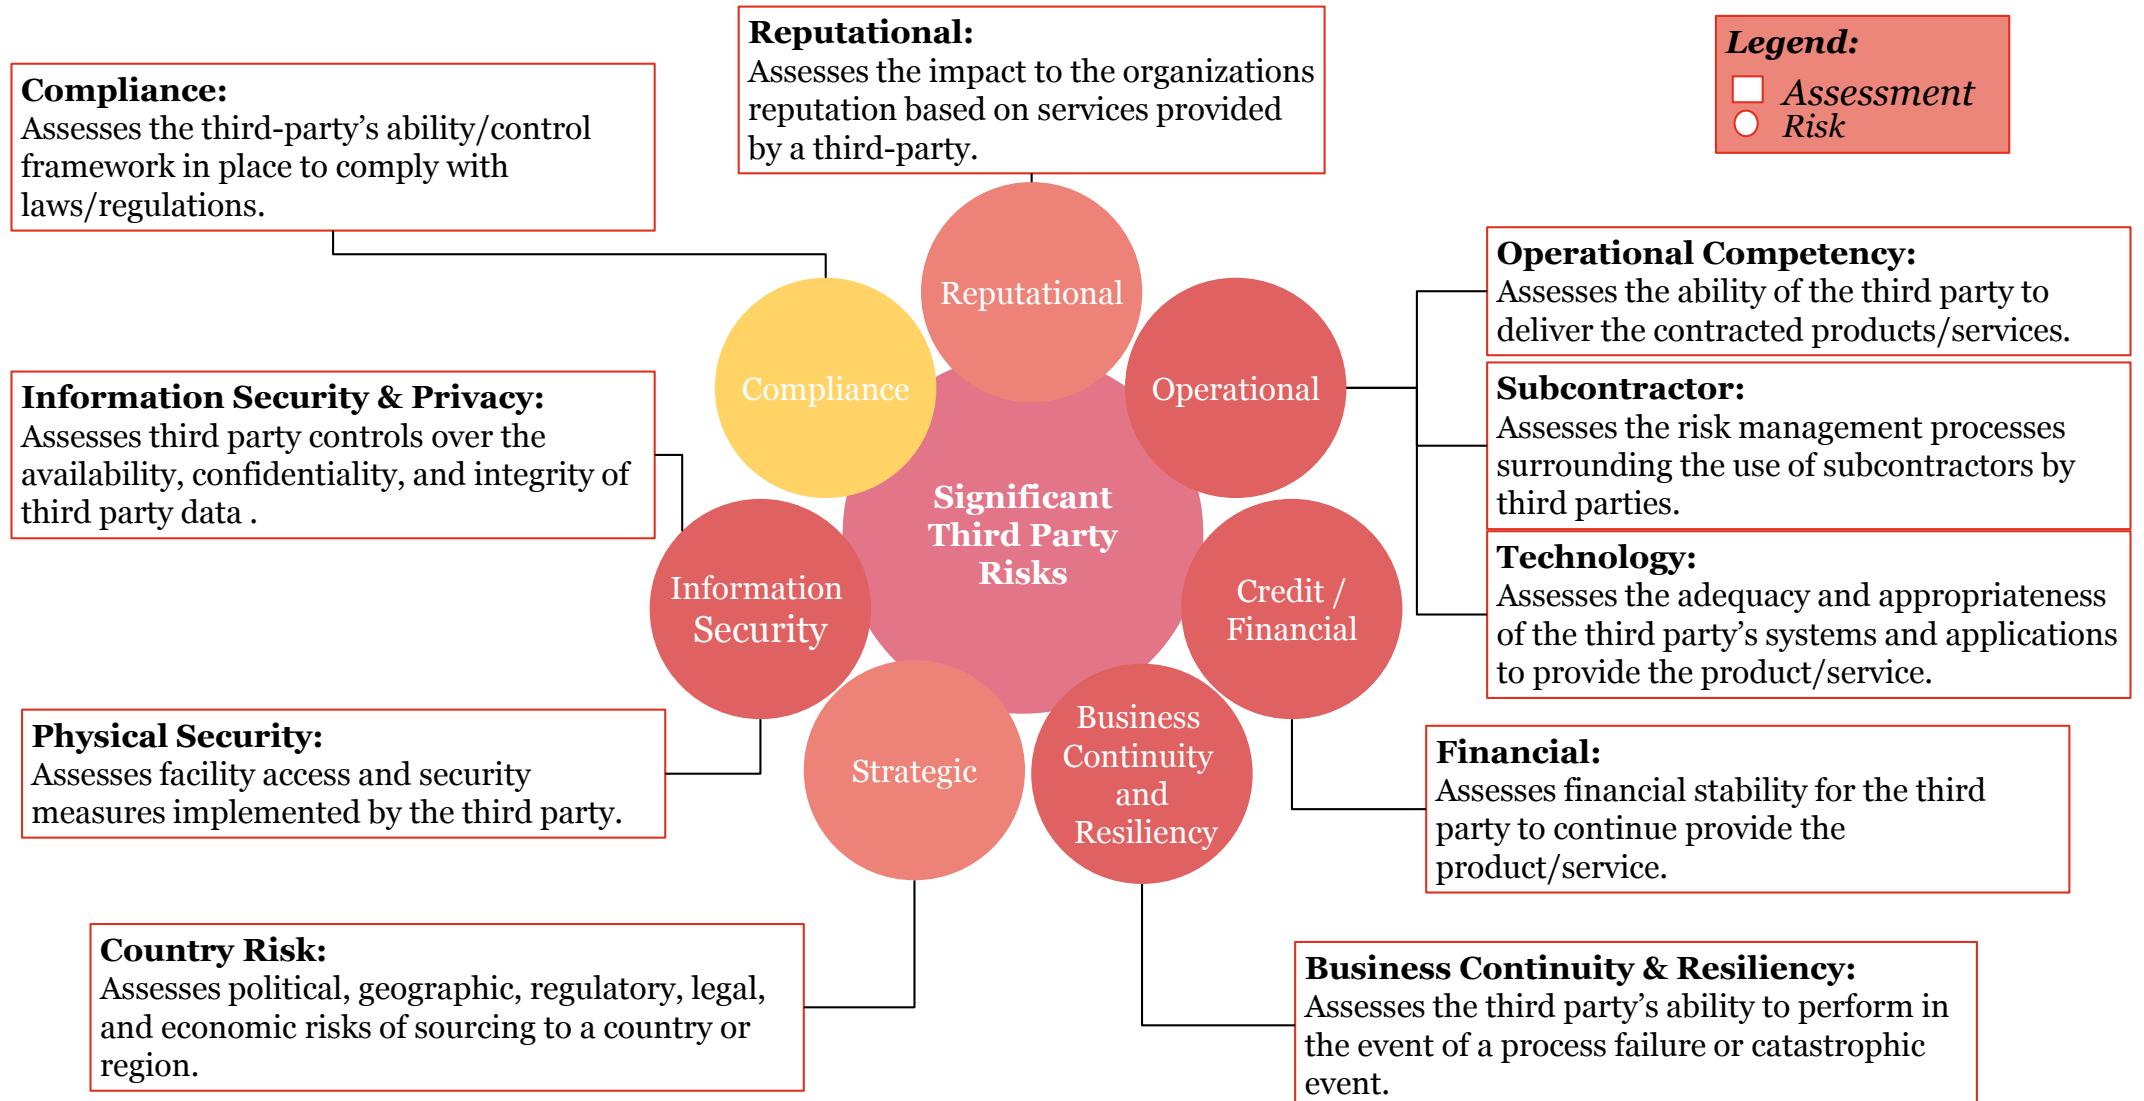 Reputational:
Assesses the impact to the organizations
reputation based on services provided
by a third-party.
Legend:
Assessment
Risk
Compliance:
Assesses the third-party’s ability/control
framework in place to comply with
laws/regulations.
Operational Competency:
Assesses the ability of the third party to
deliver the contracted products/services.
Subcontractor:
Assesses the risk management processes
surrounding the use of subcontractors by
third parties.
Technology:
Assesses the adequacy and appropriateness
of the third party’s systems and applications
to provide the product/service.
Information Security & Privacy:
Assesses third party controls over the
availability, confidentiality, and integrity of
third party data .
Reputational
Compliance
Operational
Significant
Third Party
Risks
Information
Security
Credit /
Financial
Strategic
Business
Continuity
and
Resiliency
Physical Security:
Assesses facility access and security
measures implemented by the third party.
Financial:
Assesses financial stability for the third
party to continue provide the
product/service.
Country Risk:
Assesses political, geographic, regulatory, legal,
and economic risks of sourcing to a country or
region.
Business Continuity & Resiliency:
Assesses the third party’s ability to perform in
the event of a process failure or catastrophic
event.